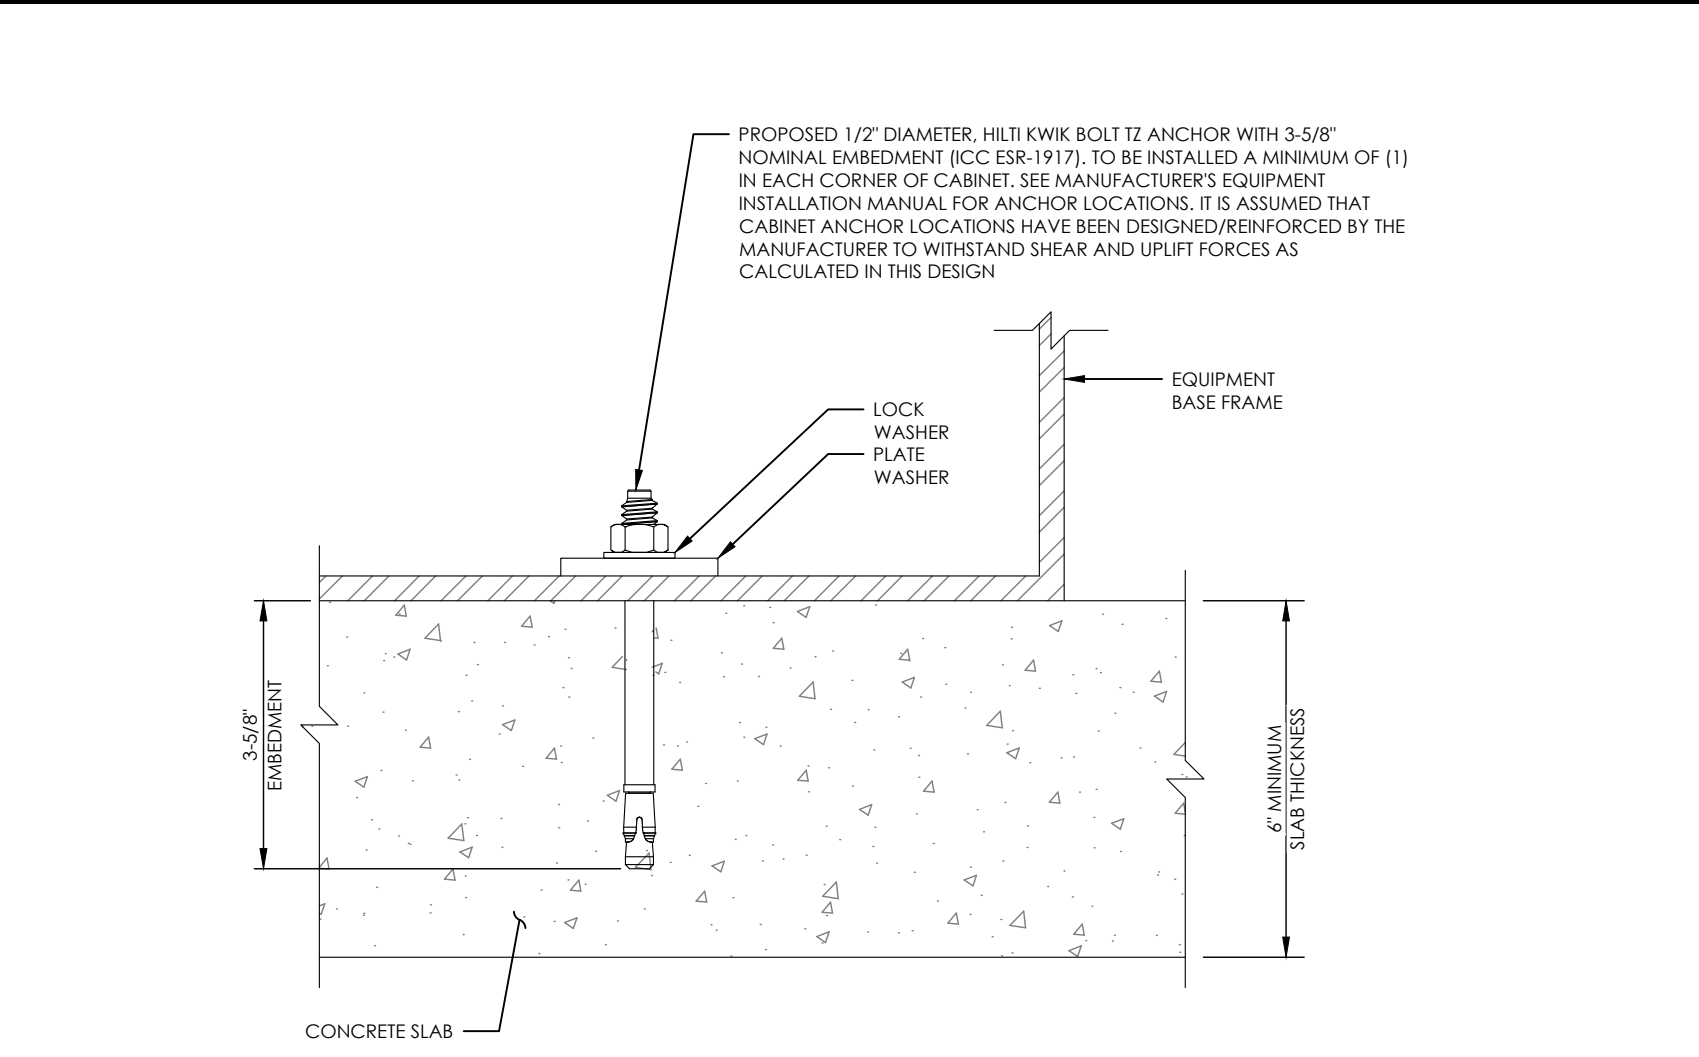 PROPOSED 1/2" DIAMETER, HILTI KWIK BOLT TZ ANCHOR WITH 3-5/8"
NOMINAL EMBEDMENT (ICC ESR-1917). TO BE INSTALLED A MINIMUM OF (1)
IN EACH CORNER OF CABINET. SEE MANUFACTURER'S EQUIPMENT
INSTALLATION MANUAL FOR ANCHOR LOCATIONS. IT IS ASSUMED THAT
CABINET ANCHOR LOCATIONS HAVE BEEN DESIGNED/REINFORCED BY THE
MANUFACTURER TO WITHSTAND SHEAR AND UPLIFT FORCES AS
CALCULATED IN THIS DESIGN
EQUIPMENT
BASE FRAME
LOCK
WASHER
PLATE
WASHER
3-5/8"
EMBEDMENT
6" MINIMUM
SLAB THICKNESS
CONCRETE SLAB